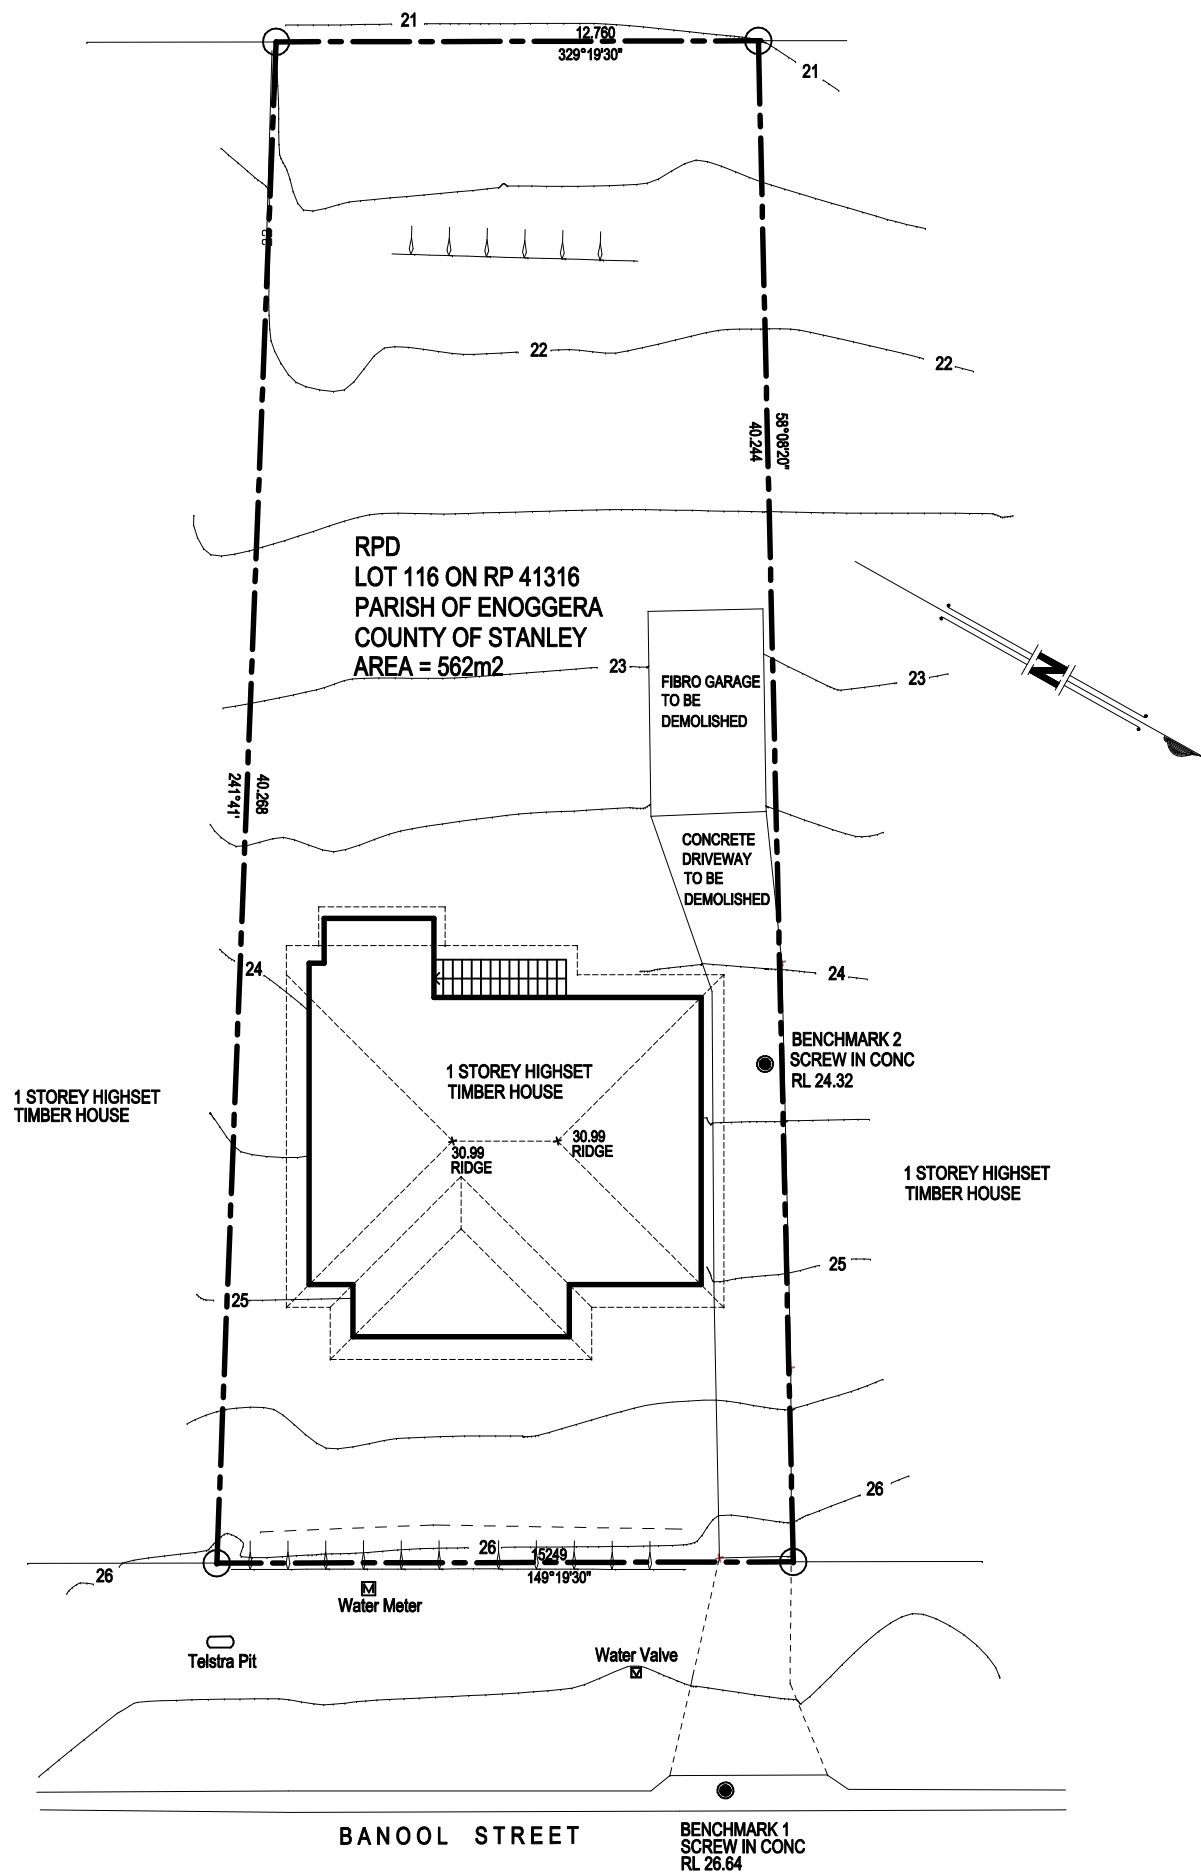 21
12.760
329°19'30"
21
22
22
58°08'20"
40.244
RPD
LOT 116 ON RP 41316
PARISH OF ENOGGERA
COUNTY OF STANLEY
AREA = 562m2
N
23
FIBRO GARAGE
TO BE
DEMOLISHED
23
40.268
241°41'
CONCRETE
DRIVEWAY
TO BE
DEMOLISHED
24
24
BENCHMARK 2
SCREW IN CONC
RL 24.32
1 STOREY HIGHSET
TIMBER HOUSE
1 STOREY HIGHSET
TIMBER HOUSE
30.99
RIDGE
30.99
RIDGE
1 STOREY HIGHSET
TIMBER HOUSE
25
25
26
26
15249
149°19'30"
26
M
Water Meter
Telstra Pit
Water Valve
M
BANOOL STREET
BENCHMARK 1
SCREW IN CONC
RL 26.64